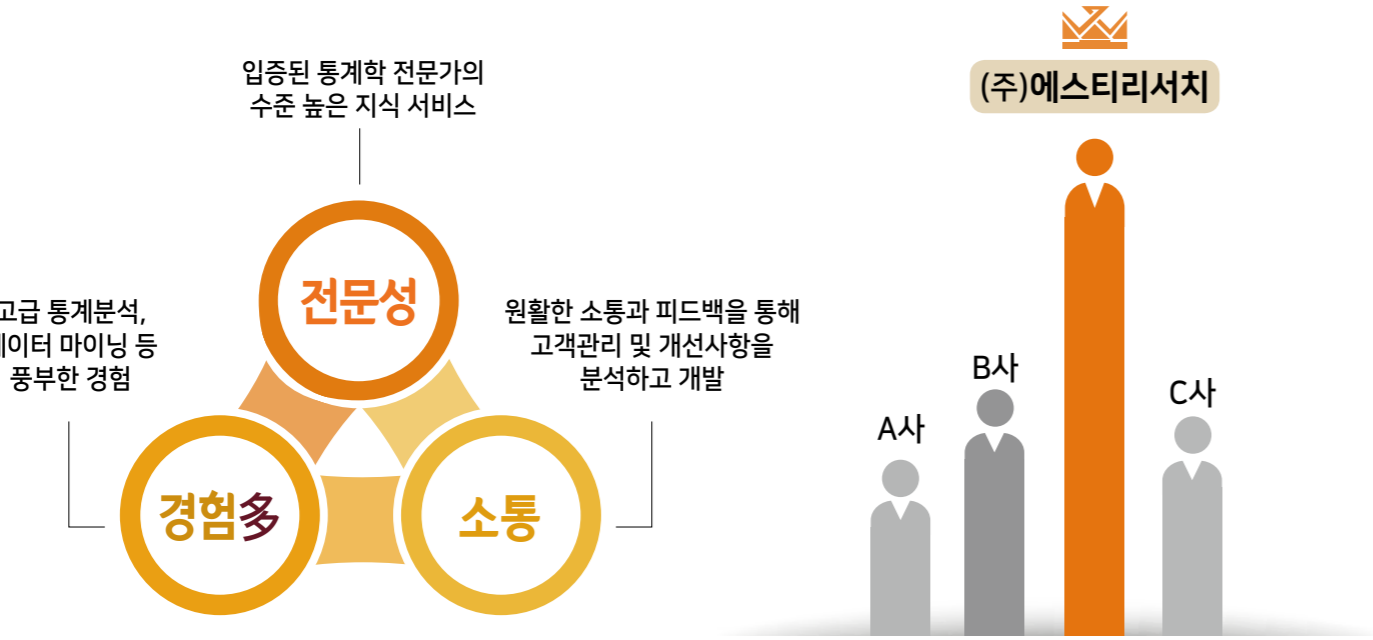 입증된 통계학 전문가의
수준 높은 지식 서비스
전문성
고급 통계분석,
데이터 마이닝 등
풍부한 경험
경험多
원활한 소통과 피드백을 통해
고객관리 및 개선사항을
분석하고 개발
소통
(주)에스티리서치
A사
B사
C사